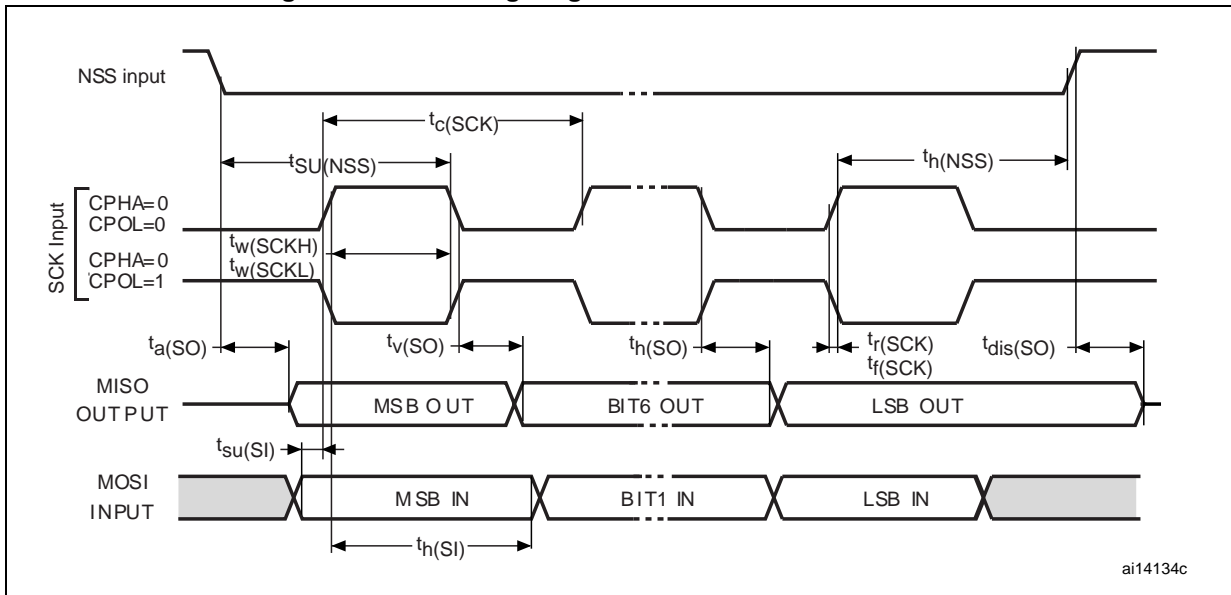 NSS input
tc(SCK)
tSU(NSS)
th(NSS)
SCK Input
CPHA=0
CPOL=0
tw(SCKH)
tw(SCKL)
CPHA=0
CPOL=1
ta(SO)
tv(SO)
th(SO)
tr(SCK)
tf(SCK)
tdis(SO)
MISO
OUTPUT
MSB OUT
BIT6 OUT
LSB OUT
tsu(SI)
MOSI
INPUT
MSB IN
BIT1 IN
LSB IN
th(SI)
ai14134c